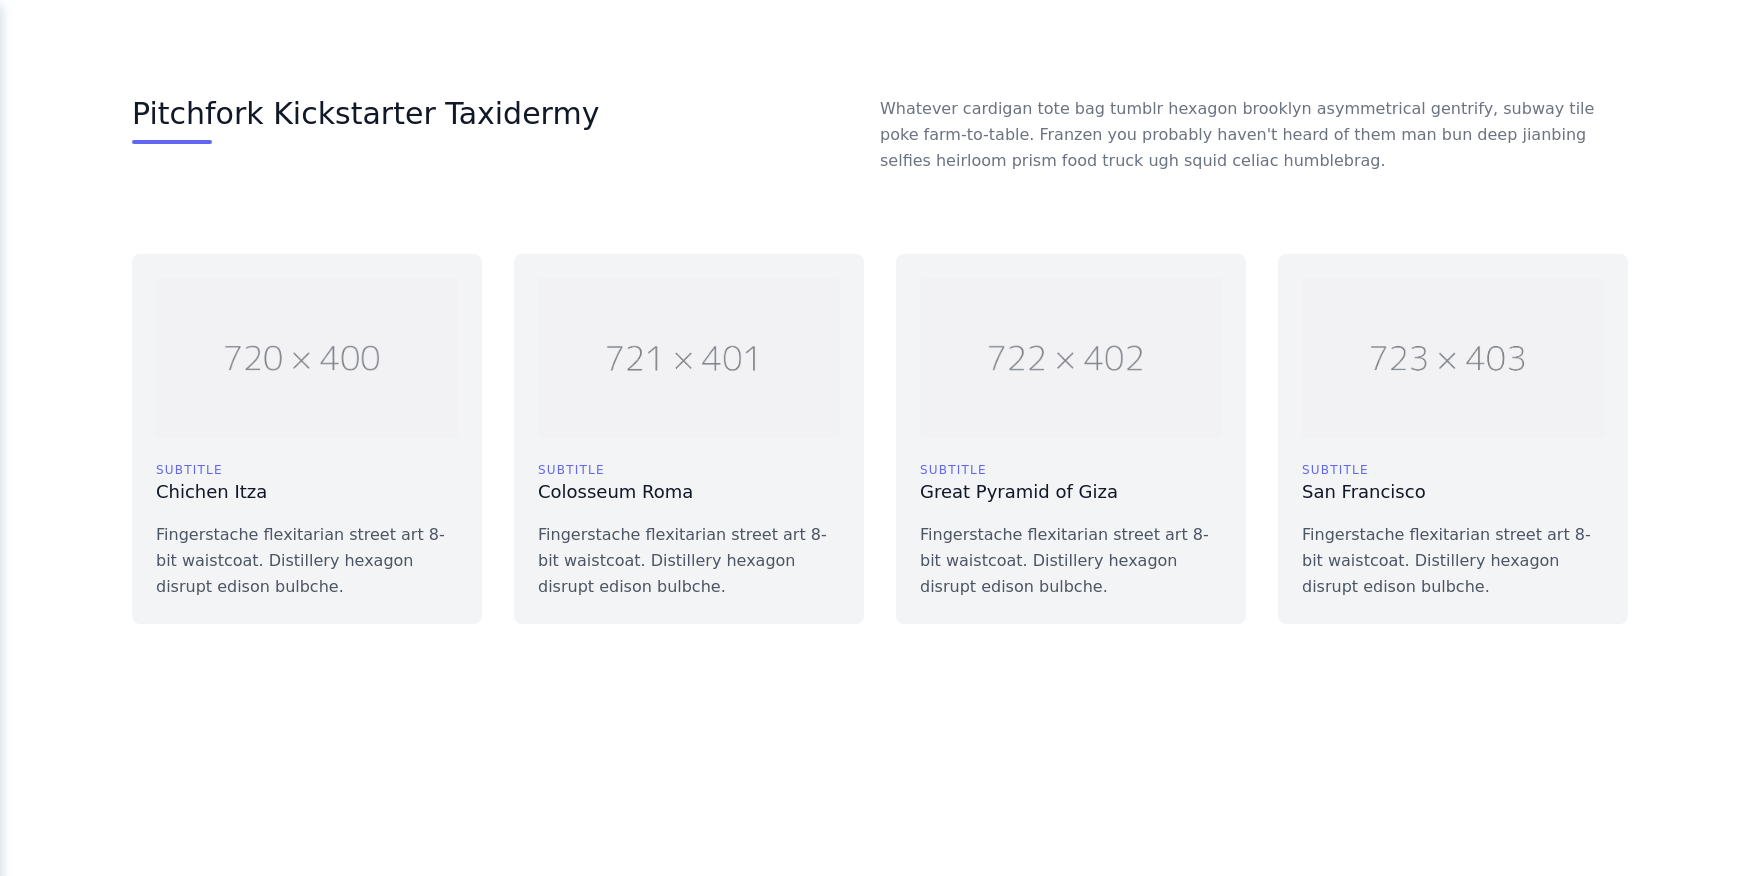 Pitchfork Kickstarter Taxidermy
Whatever cardigan tote bag tumblr hexagon brooklyn asymmetrical gentrify, subway tile
poke farm-to-table. Franzen you probably haven't heard of them man bun deep jianbing
selfies heirloom prism food truck ugh squid celiac humblebrag.
720 × 400
SUBTITLE
Chichen Itza
Fingerstache flexitarian street art 8-
bit waistcoat. Distillery hexagon
disrupt edison bulbche.
721 × 401
SUBTITLE
Colosseum Roma
Fingerstache flexitarian street art 8-
bit waistcoat. Distillery hexagon
disrupt edison bulbche.
722 × 402
SUBTITLE
Great Pyramid of Giza
Fingerstache flexitarian street art 8-
bit waistcoat. Distillery hexagon
disrupt edison bulbche.
723 × 403
SUBTITLE
San Francisco
Fingerstache flexitarian street art 8-
bit waistcoat. Distillery hexagon
disrupt edison bulbche.